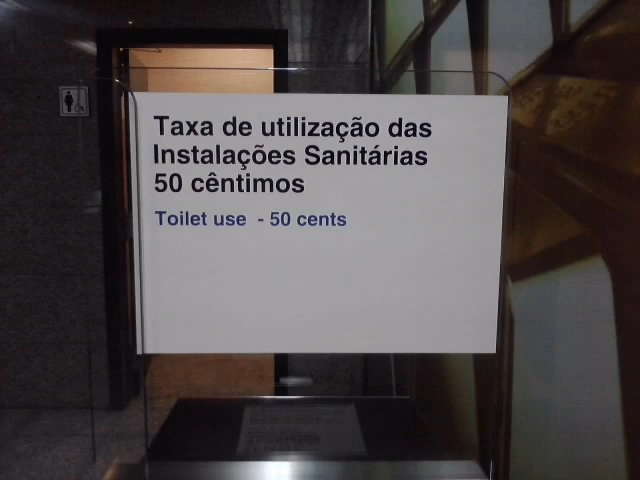 Taxa de utilização das
Instalações Sanitárias
50 cêntimos
Toilet use - 50 cents